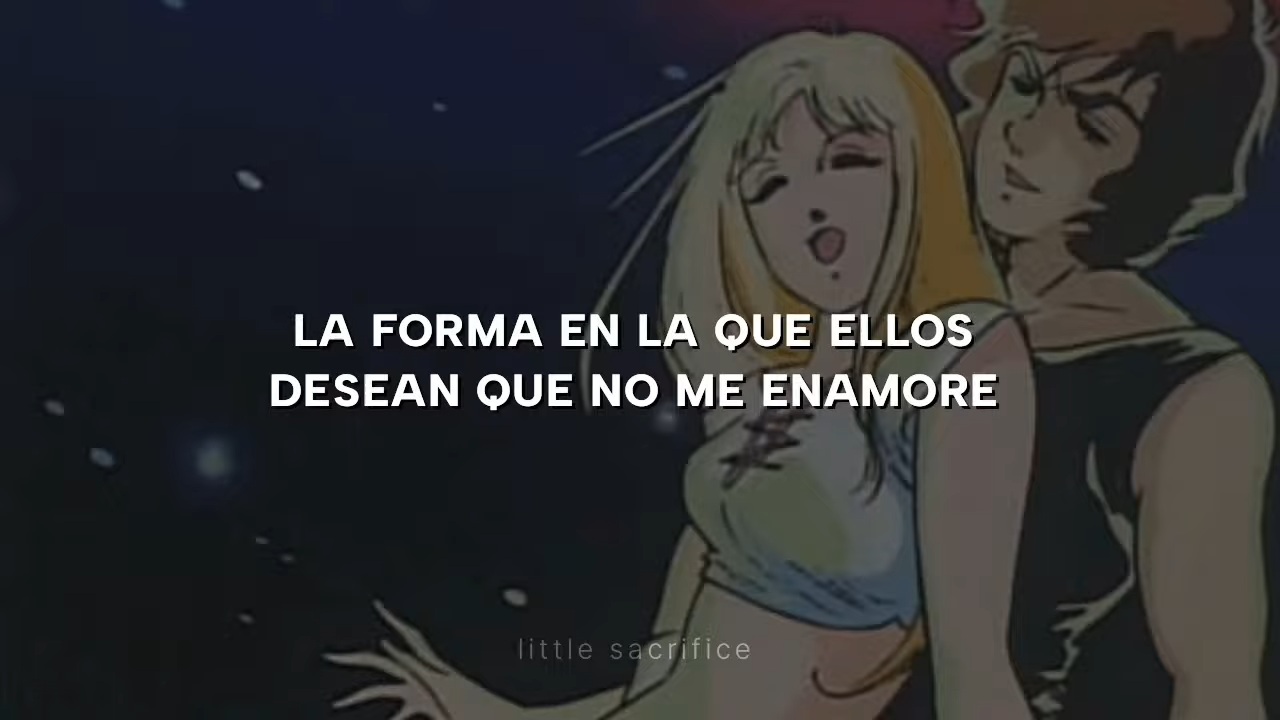 LA FORMA EN LA QUE ELLOS
DESEAN QUE NO ME ENAMORE
little sacrifice